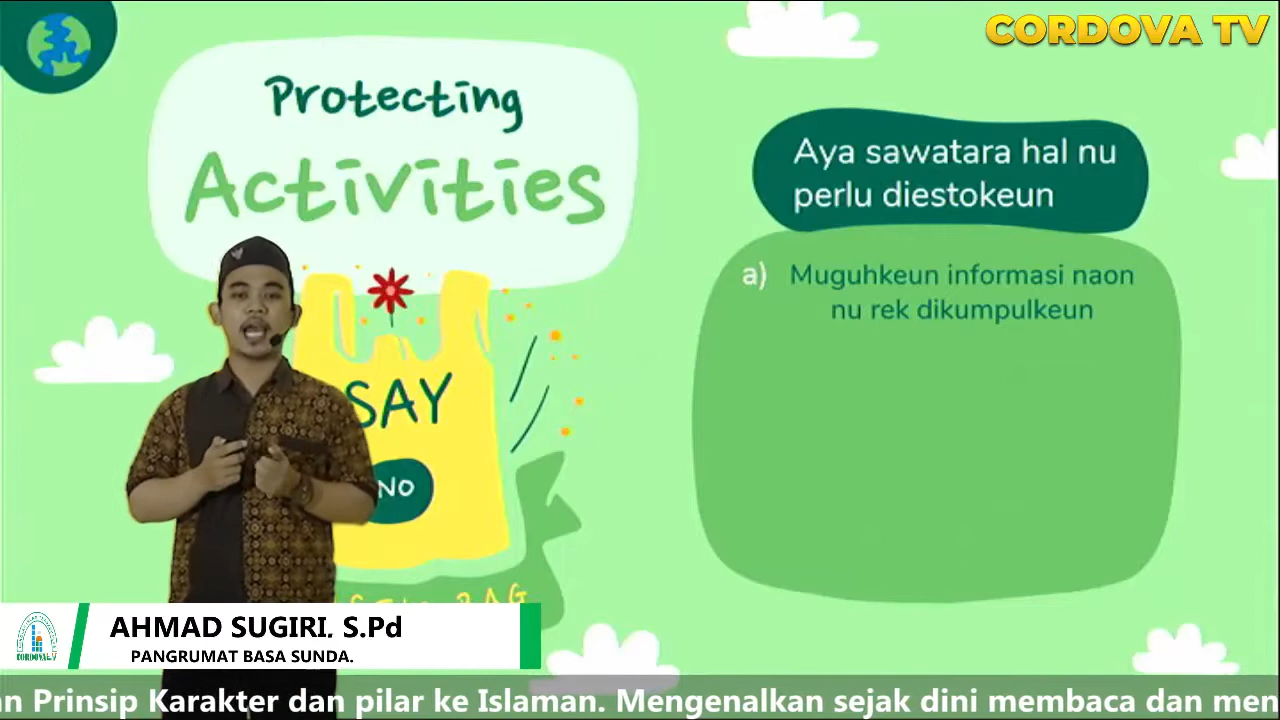 CORDOVA TV
Protecting
Activities
Aya sawatara hal nu
perlu diestokeun
a) Muguhkeun informasi naon
nu rek dikumpulkeun
SAY
NO
BAG
AHMAD SUGIRI. S.Pd
PANGRUMAT BASA SUNDA.
Prinsip Karakter dan pilar ke Islaman. Mengenalkan sejak dini membaca dan